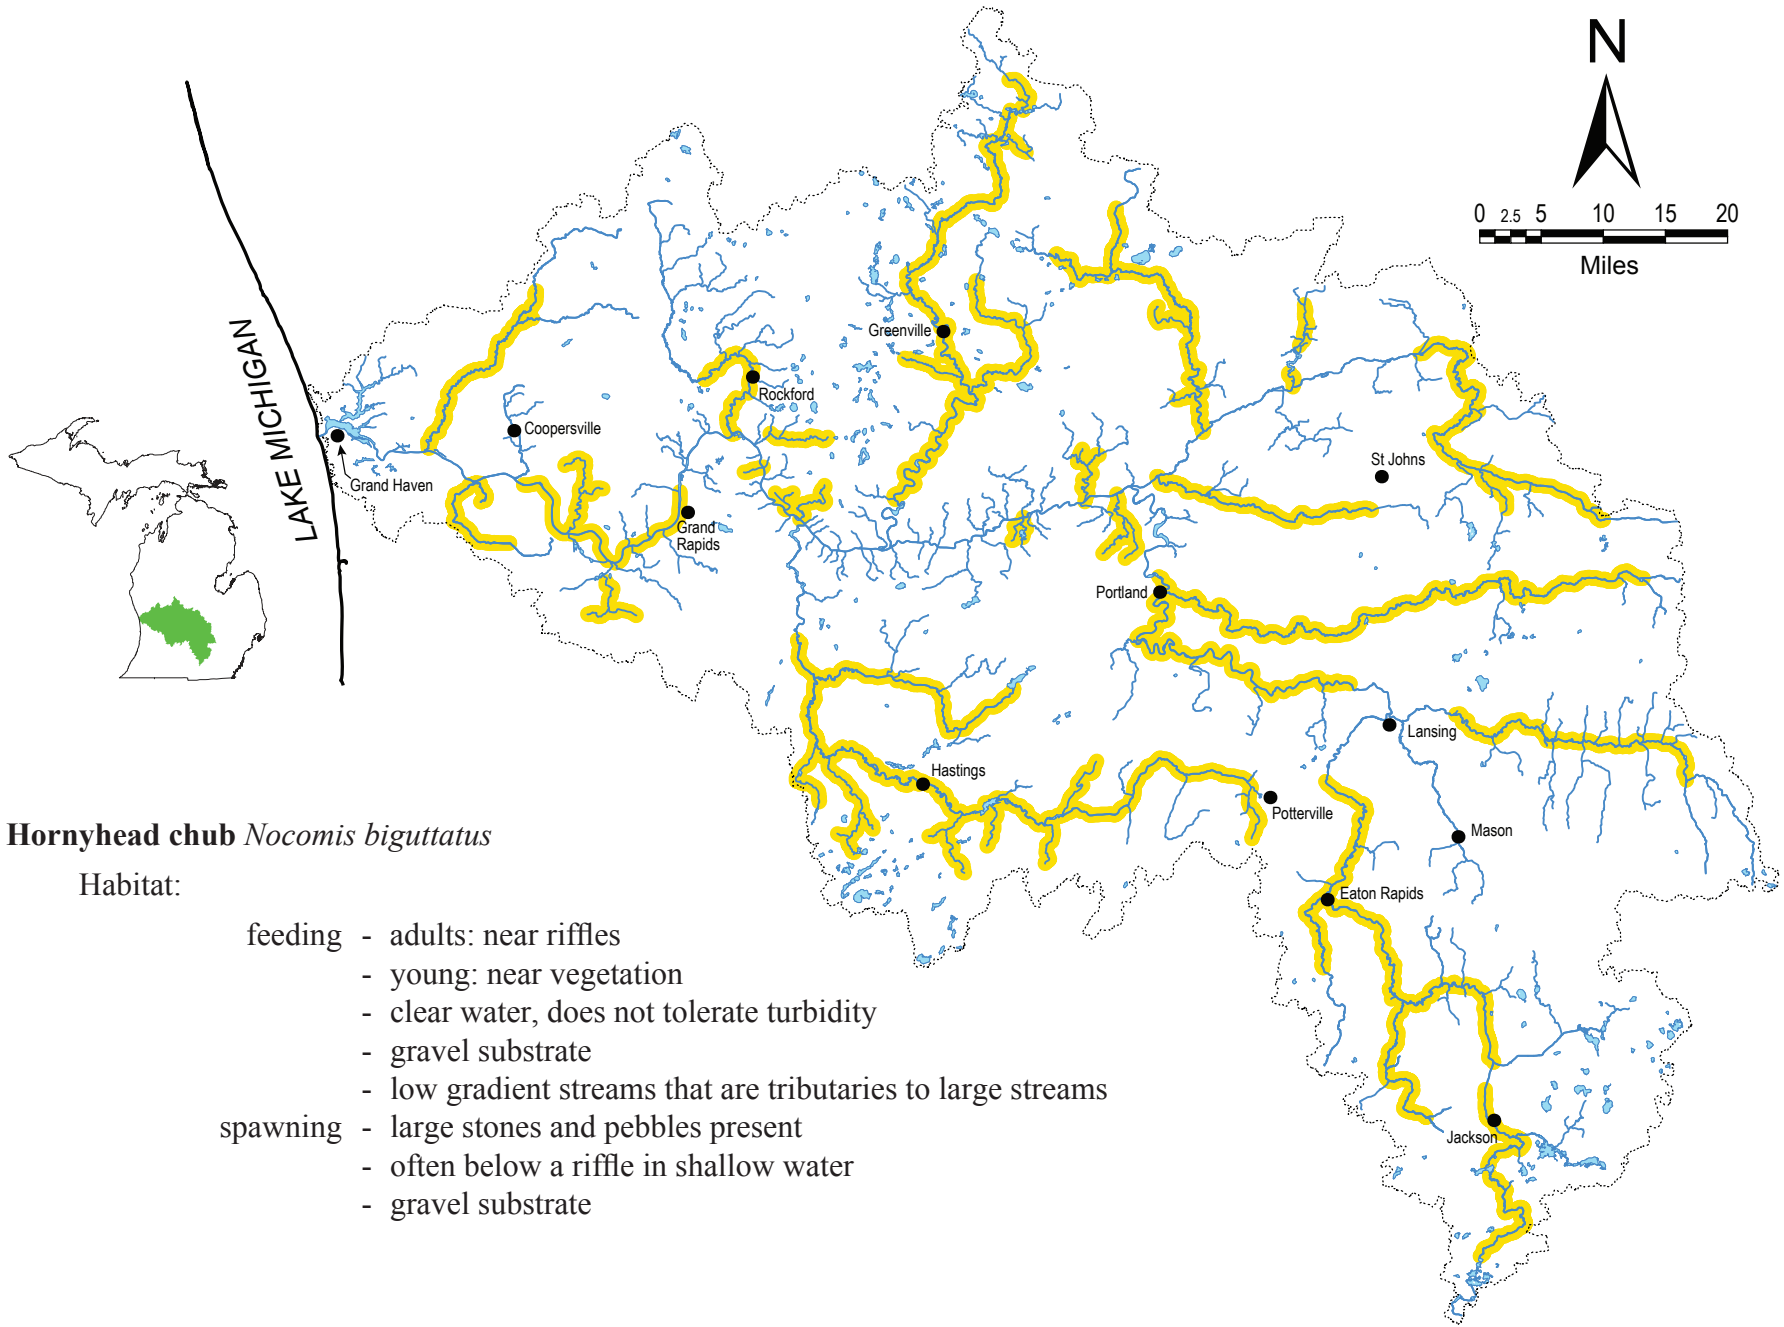 N
0 2.5 5 10 15 20
Miles
LAKE MICHIGAN
Greenville
Rockford
Coopersville
Grand Haven
St Johns
Grand
Rapids
Portland
Lansing
Hastings
Potterville
Mason
Eaton Rapids
Jackson
Hornyhead chub Nocomis biguttatus
Habitat:
feeding - adults: near riffles
- young: near vegetation
- clear water, does not tolerate turbidity
- gravel substrate
- low gradient streams that are tributaries to large streams
spawning - large stones and pebbles present
- often below a riffle in shallow water
- gravel substrate